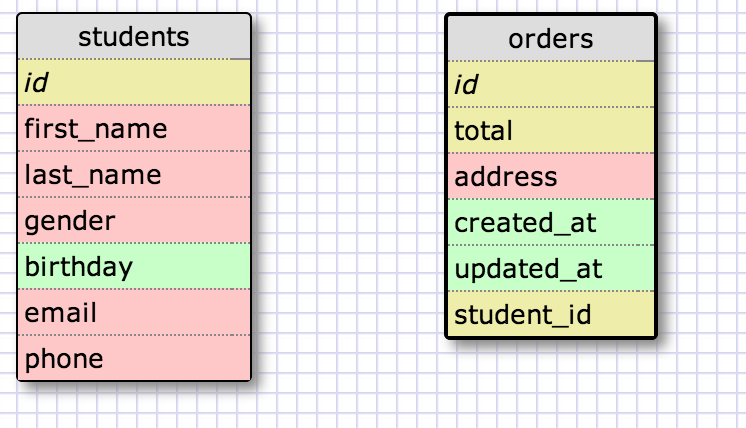 students
id
first_name
last_name
gender
birthday
email
phone
orders
id
total
address
created_at
updated_at
student_id